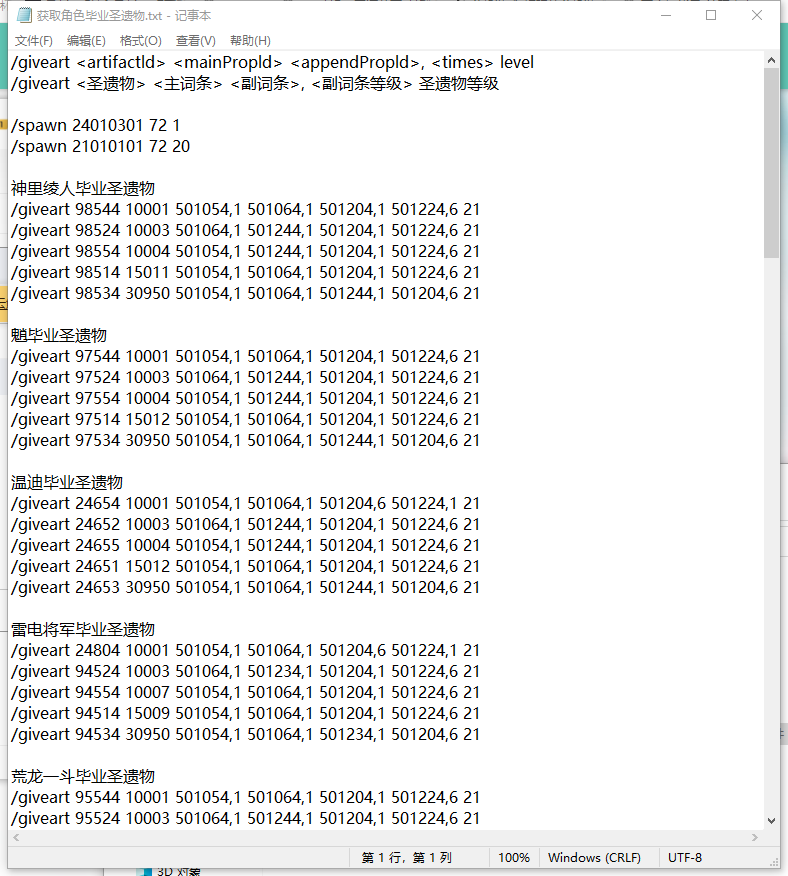 获取角色毕业圣遗物.txt - 记事本
文件(F) 编辑(E) 格式(O) 查看(V) 帮助(H)
/giveart <artifactId> <mainPropId> <appendPropId>, <times> level
/giveart <圣遗物> <主词条> <副词条>, <副词条等级> 圣遗物等级
/spawn 24010301 72 1
/spawn 21010101 72 20
神里绫人毕业圣遗物
/giveart 98544 10001 501054,1 501064,1 501204,1 501224,6 21
/giveart 98524 10003 501064,1 501244,1 501204,1 501224,6 21
/giveart 98554 10004 501054,1 501244,1 501204,1 501224,6 21
/giveart 98514 15011 501054,1 501064,1 501204,1 501224,6 21
/giveart 98534 30950 501054,1 501064,1 501244,1 501204,6 21
魈毕业圣遗物
/giveart 97544 10001 501054,1 501064,1 501204,1 501224,6 21
/giveart 97524 10003 501064,1 501244,1 501204,1 501224,6 21
/giveart 97554 10004 501054,1 501244,1 501204,1 501224,6 21
/giveart 97514 15012 501054,1 501064,1 501204,1 501224,6 21
/giveart 97534 30950 501054,1 501064,1 501244,1 501204,6 21
温迪毕业圣遗物
/giveart 24654 10001 501054,1 501064,1 501204,6 501224,1 21
/giveart 24652 10003 501064,1 501244,1 501204,1 501224,6 21
/giveart 24655 10004 501054,1 501244,1 501204,1 501224,6 21
/giveart 24651 15012 501054,1 501064,1 501204,1 501224,6 21
/giveart 24653 30950 501054,1 501064,1 501244,1 501204,6 21
雷电将军毕业圣遗物
/giveart 24804 10001 501054,1 501064,1 501204,6 501224,1 21
/giveart 94524 10003 501064,1 501234,1 501204,1 501224,6 21
/giveart 94554 10007 501054,1 501064,1 501204,1 501224,6 21
/giveart 94514 15009 501054,1 501064,1 501204,1 501224,6 21
/giveart 94534 30950 501054,1 501064,1 501234,1 501204,6 21
荒龙一斗毕业圣遗物
/giveart 95544 10001 501054,1 501064,1 501204,1 501224,6 21
/giveart 95524 10003 501064,1 501244,1 501204,1 501224,6 21
第 1 行，第 1 列 100% Windows (CRLF) UTF-8
3D 对象